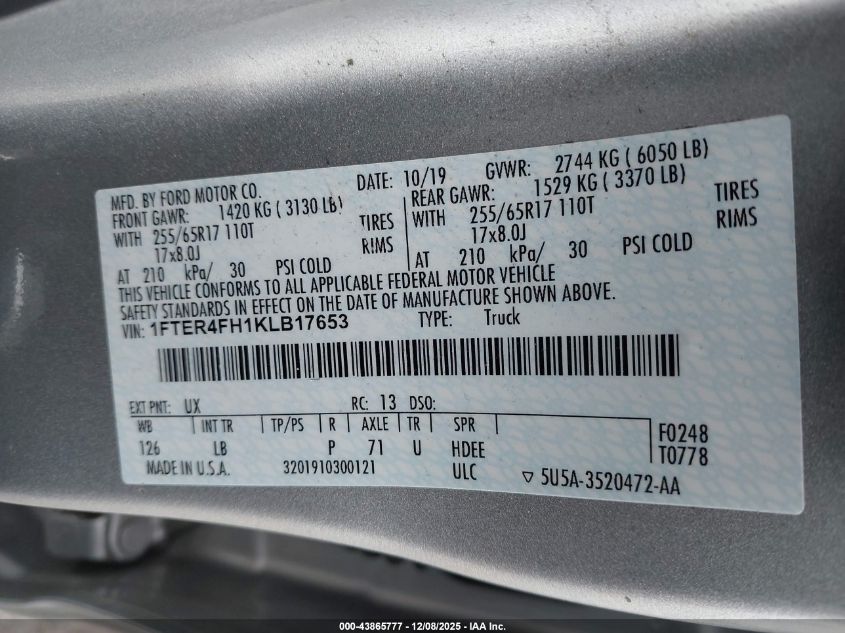 MFD. BY FORD MOTOR CO. DATE: 10/19 GVWR: 2744 KG ( 6050 LB)
FRONT GAWR: 1420 KG ( 3130 LB) REAR GAWR: 1529 KG ( 3370 LB)
WITH 255/65R17 110T TIRES WITH 255/65R17 110T TIRES
17x8.0J RIMS 17x8.0J RIMS
AT 210 kPa/ 30 PSI COLD AT 210 kPa/ 30 PSI COLD
THIS VEHICLE CONFORMS TO ALL APPLICABLE FEDERAL MOTOR VEHICLE
SAFETY STANDARDS IN EFFECT ON THE DATE OF MANUFACTURE SHOWN ABOVE.
VIN: 1FTER4FH1KLB17653 TYPE: Truck
EXT PNT: UX RC: 13 DSO:
WB INT TR TP/PS R AXLE TR SPR
126 LB P 71 U HDEE
F0248
T0778
MADE IN U.S.A. 3201910300121 ULC ▽ 5U5A-3520472-AA
000-43865777 - 12/08/2025 - IAA Inc.